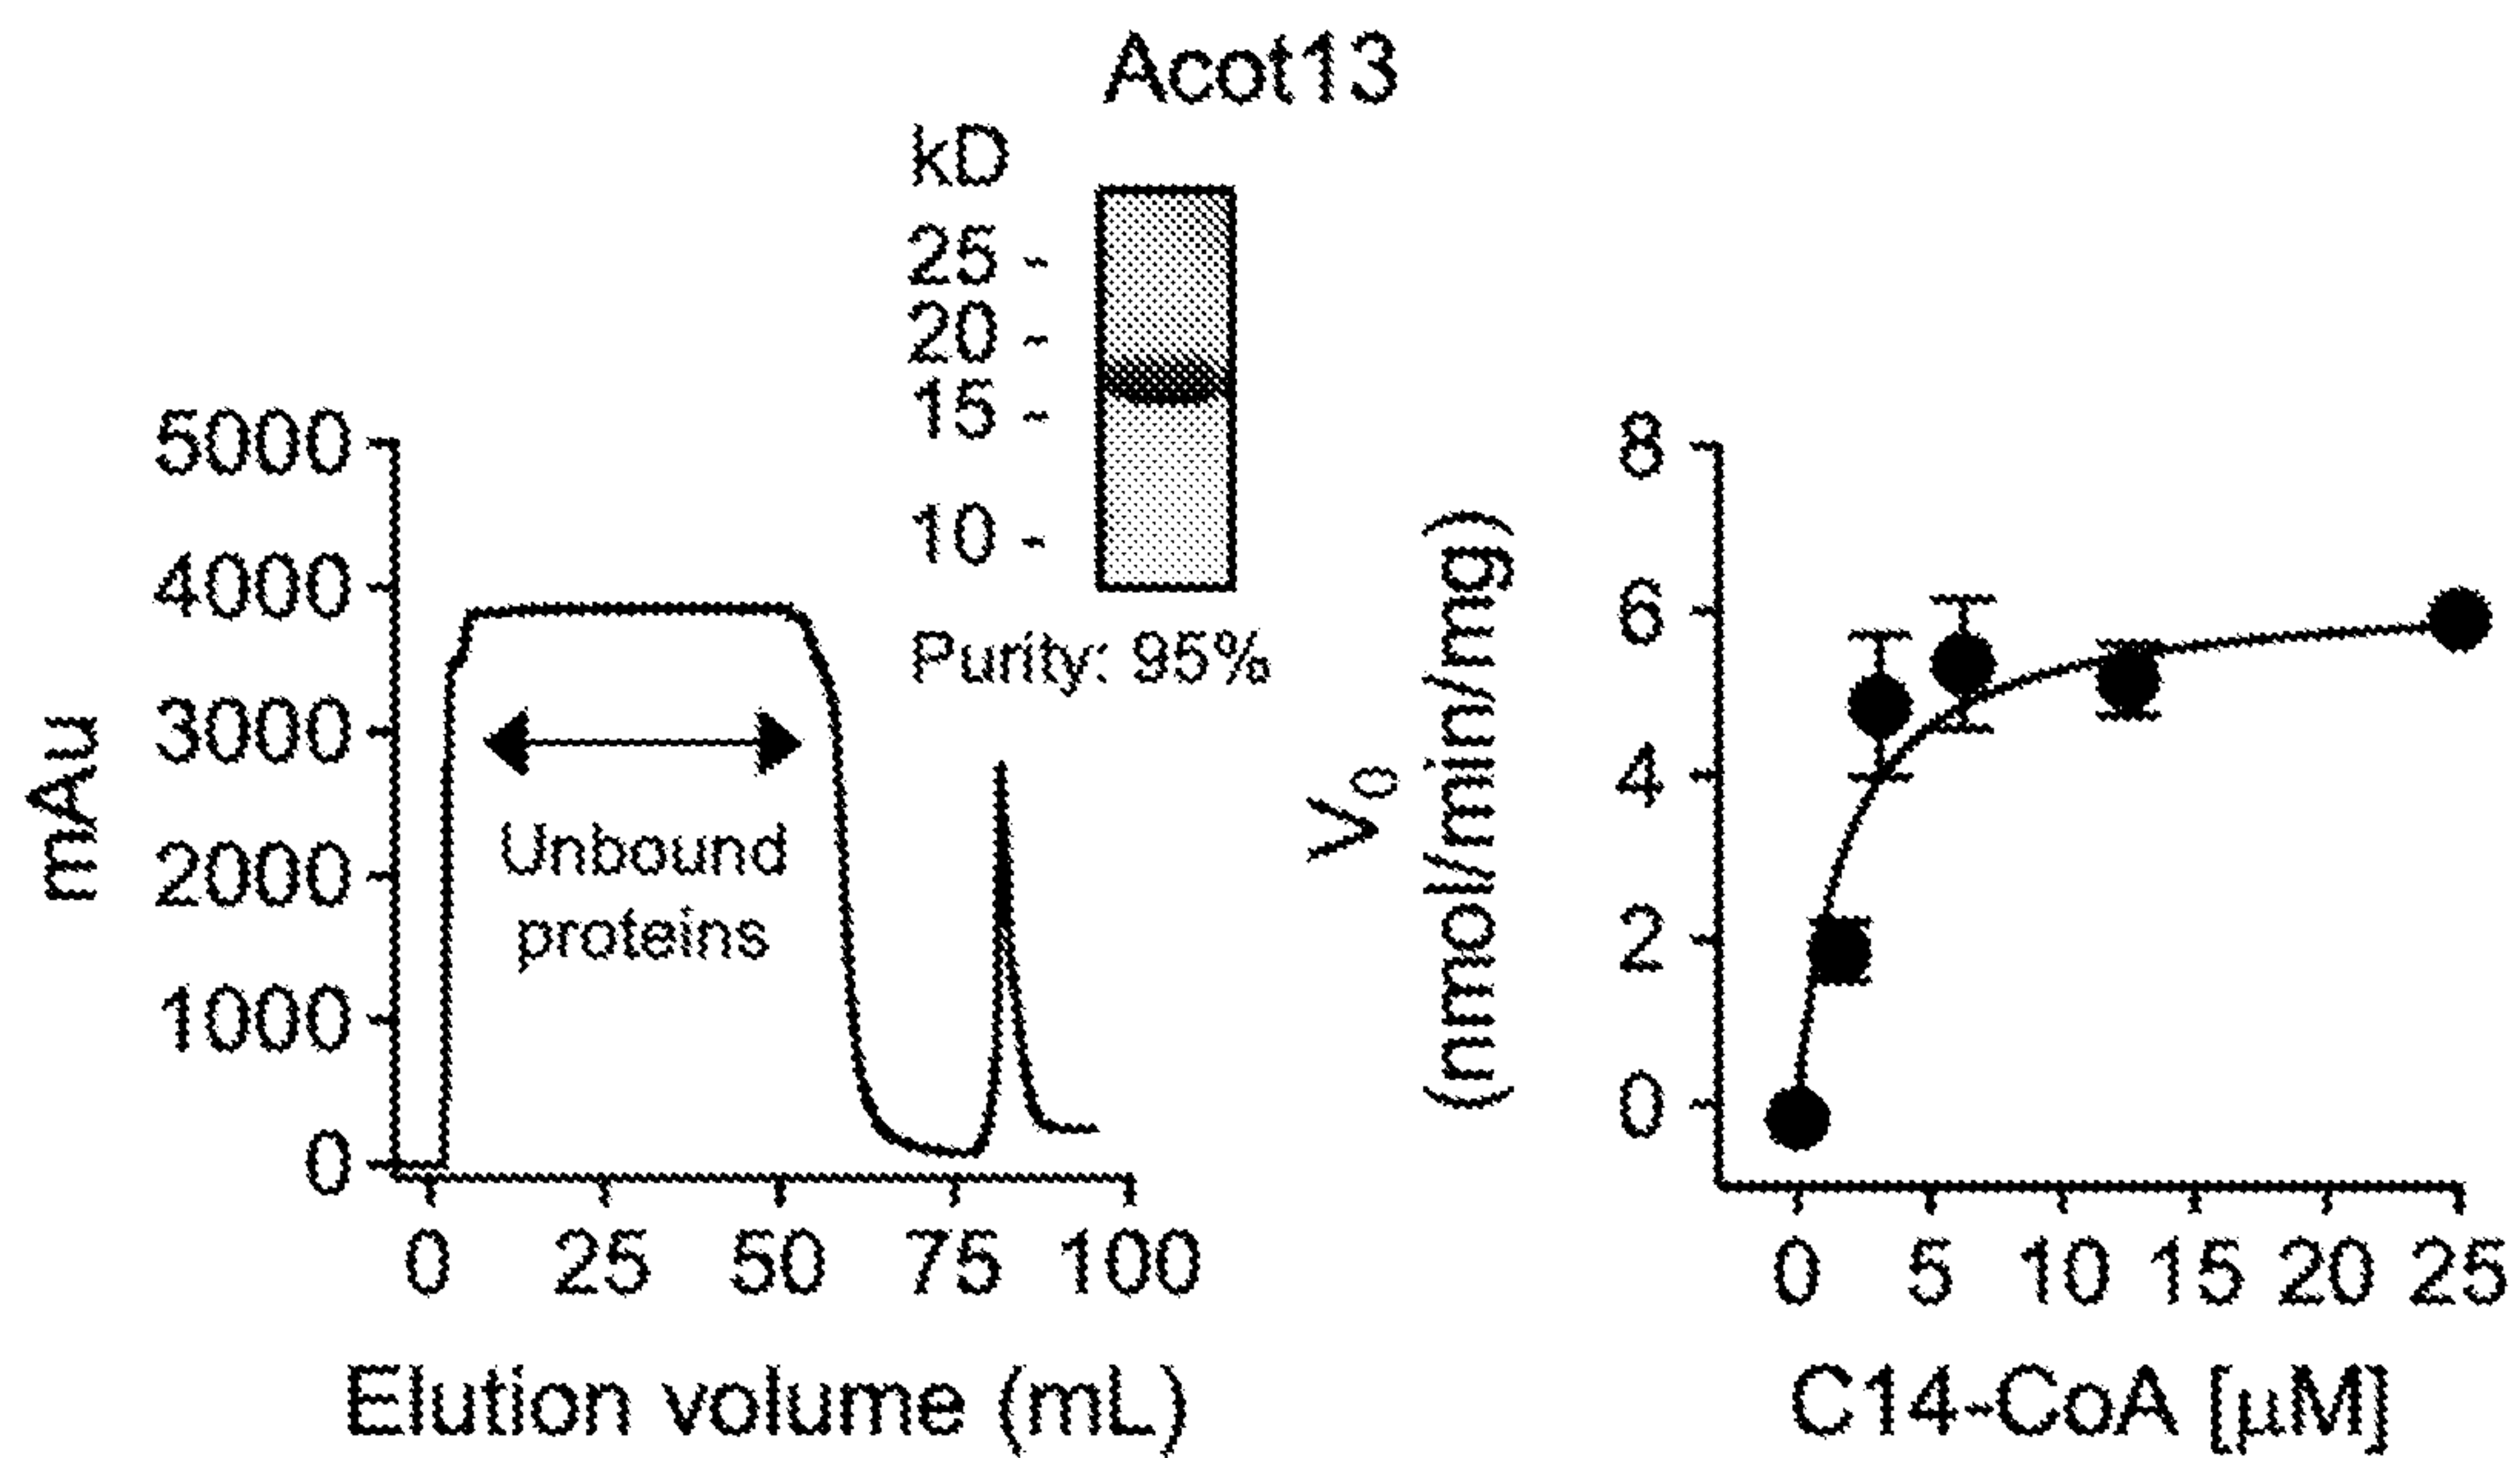 Acot13
kD
25 -
20 -
15 -
10 -
Purity: 95%
mAu
5000
4000
3000
2000
1000
0
Unbound
proteins
0 25 50 75 100
Elution volume (mL)
V₀
(nmol/min/mg)
8
6
4
2
0
0 5 10 15 20 25
C14-CoA [µM]